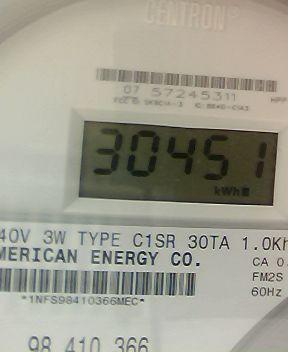 CENTRON®
07 57245311
30451
kWh
40V 3W TYPE C1SR 30TA 1.0Kh
MERICAN ENERGY CO.
CA 0.
FM2S
60Hz
*1NFS98410366MEC*
98 410 366